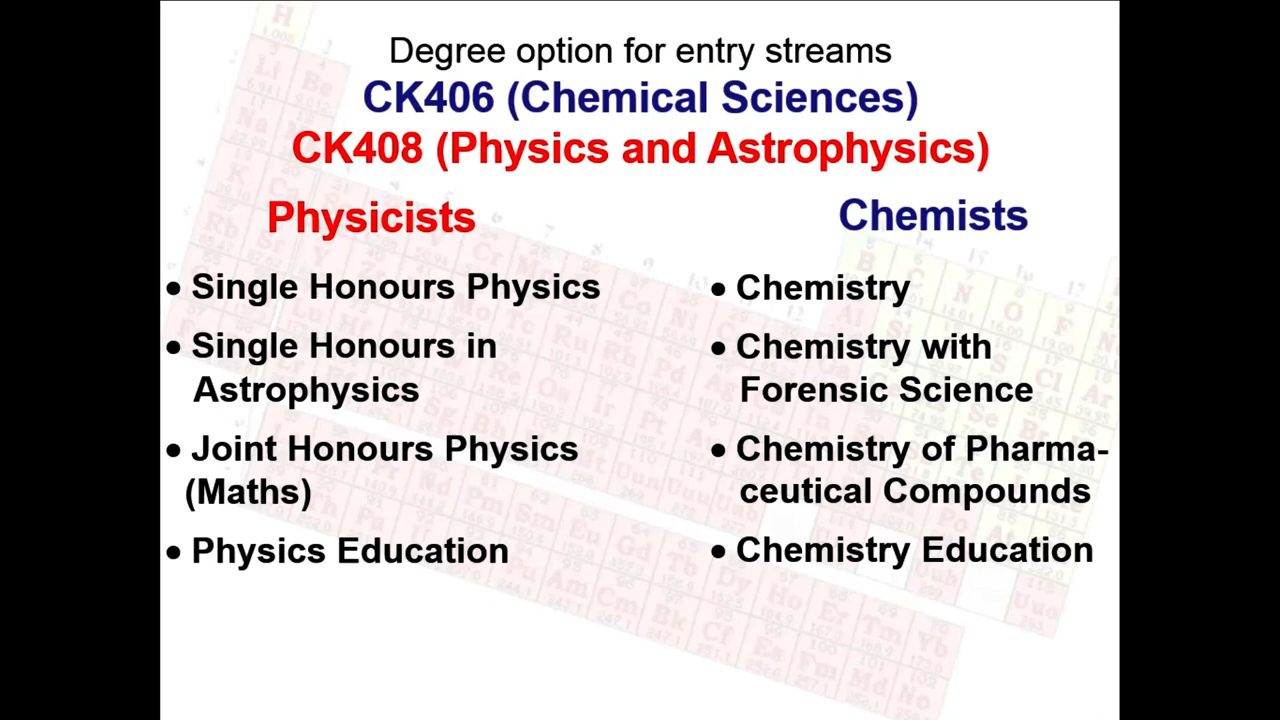 Degree option for entry streams
CK406 (Chemical Sciences)
CK408 (Physics and Astrophysics)
Physicists
• Single Honours Physics
• Single Honours in
Astrophysics
• Joint Honours Physics
(Maths)
• Physics Education
Chemists
• Chemistry
• Chemistry with
Forensic Science
• Chemistry of Pharma-
ceutical Compounds
• Chemistry Education